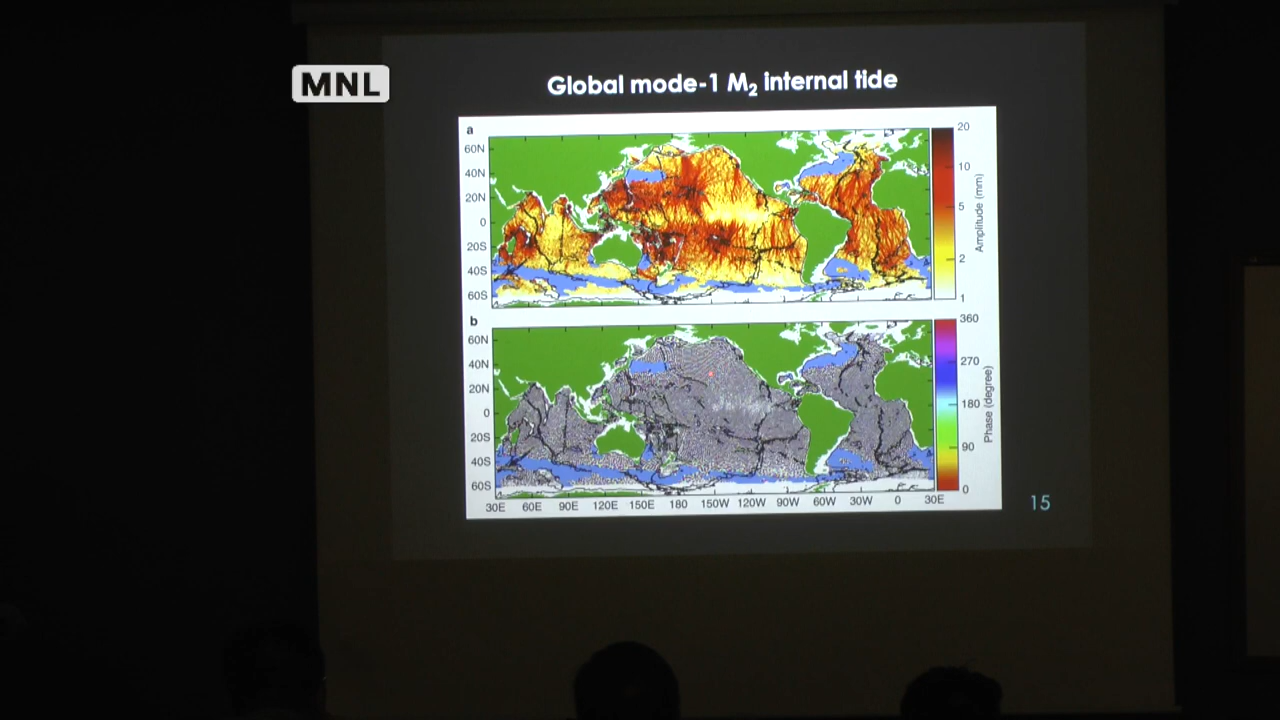 MNL
Global mode-1 M₂ internal tide
a
60N
40N
20N
0
20S
40S
60S
20
10
5
2
1
Amplitude (mm)
b
60N
40N
20N
0
20S
40S
60S
360
270
180
90
0
Phase (degree)
30E 60E 90E 120E 150E 180 150W 120W 90W 60W 30W 0 30E
15